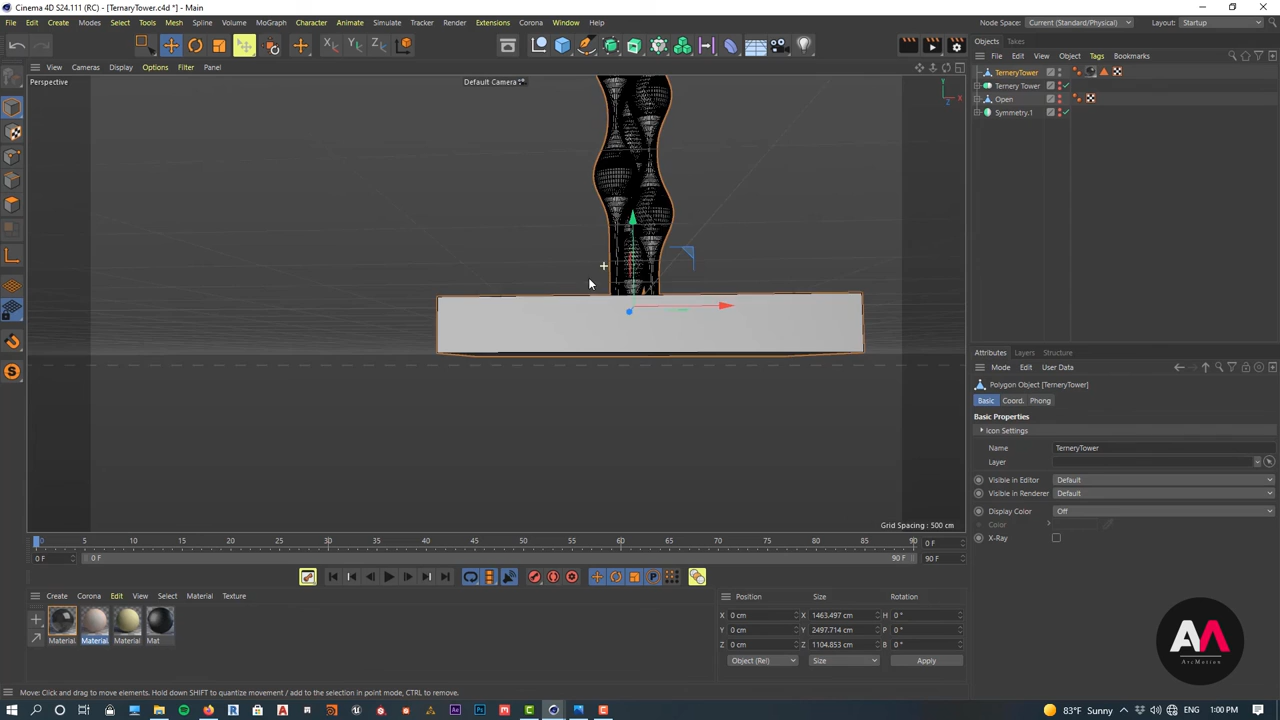 Cinema 4D S24.111 (RC) - [TernaryTower.c4d *] - Main
File Edit Create Modes Select Tools Mesh Spline Volume MoGraph Character Animate Simulate Tracker Render Extensions Corona Window Help
Node Space: Current (Standard/Physical) Layout: Startup
View Cameras Display Options Filter Panel
Perspective
Default Camera
Y
X
Z
Grid Spacing : 500 cm
Objects Takes
File Edit View Object Tags Bookmarks
TerneryTower
Ternery Tower
Open
Symmetry.1
Attributes Layers Structure
Mode Edit User Data
Polygon Object [TerneryTower]
Basic Coord. Phong
Basic Properties
Icon Settings
Name TerneryTower
Layer
Visible in Editor Default
Visible in Renderer Default
Display Color Off
Color
X-Ray
0 5 10 15 20 25 30 35 40 45 50 55 60 65 70 75 80 85 90 0 F
0 F 0 F 90 F 90 F
Create Corona Edit View Select Material Texture
Material. Material. Material Mat
Position Size Rotation
X 0 cm X 1463.497 cm H 0 °
Y 0 cm Y 2497.714 cm P 0 °
Z 0 cm Z 1104.853 cm B 0 °
Object (Rel) Size Apply
AM
ArcMotion
Move: Click and drag to move elements. Hold down SHIFT to quantize movement / add to the selection in point mode, CTRL to remove.
83°F Sunny 1:00 PM